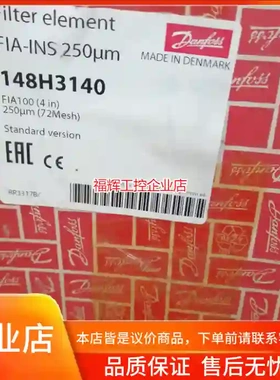 Filter element
FIA-INS 250µm
Danfoss
MADE IN DENMARK
148H3140
FIA100 (4 in)
250µm (72Mesh)
Standard version
福辉工控企业店
EAC CE
Danfoss
业店
本店皆是议价商品，下单前请联系
品质保证 售后无忧